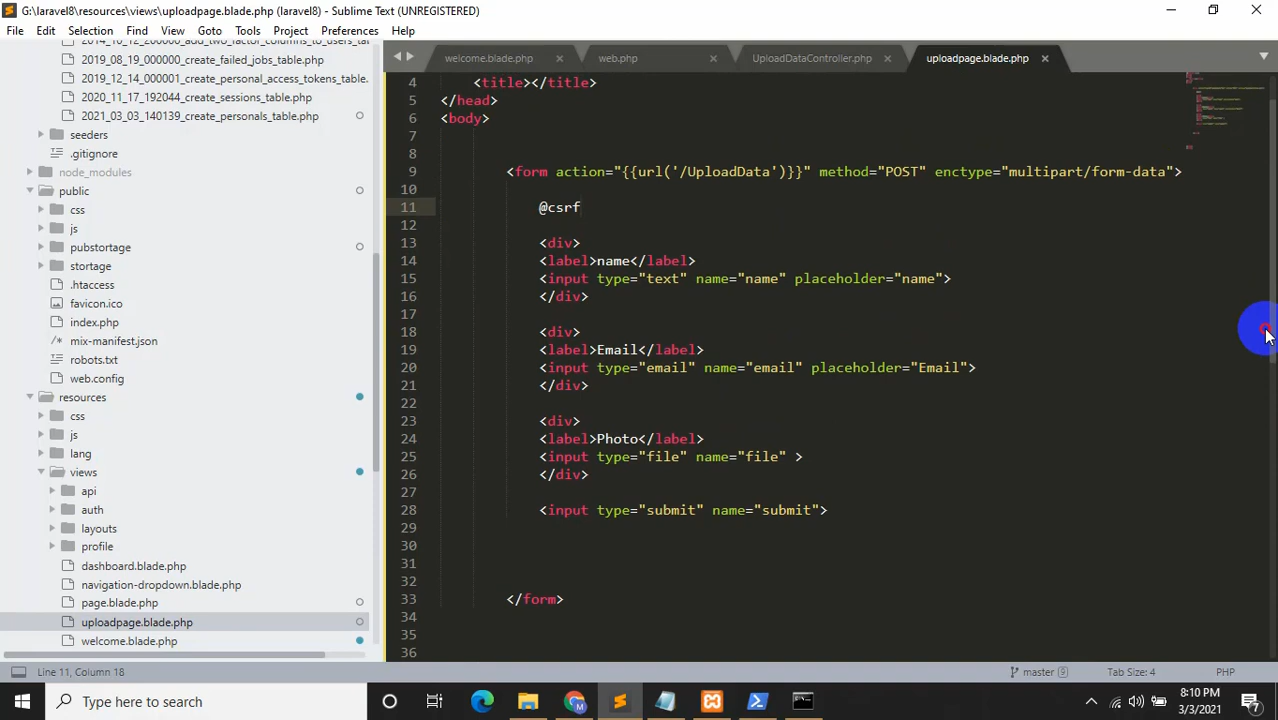 G:\laravel8\resources\views\uploadpage.blade.php (laravel8) - Sublime Text (UNREGISTERED)
File Edit Selection Find View Goto Tools Project Preferences Help
2014_10_12_200000_add_two_factor_columns_to_users_ta
2019_08_19_000000_create_failed_jobs_table.php
2019_12_14_000001_create_personal_access_tokens_table.
2020_11_17_192044_create_sessions_table.php
2021_03_03_140139_create_personals_table.php
seeders
.gitignore
node_modules
public
css
js
pubstortage
stortage
.htaccess
favicon.ico
index.php
mix-manifest.json
robots.txt
web.config
resources
css
js
lang
views
api
auth
layouts
profile
dashboard.blade.php
navigation-dropdown.blade.php
page.blade.php
uploadpage.blade.php
welcome.blade.php
welcome.blade.php web.php UploadDataController.php uploadpage.blade.php
4 <title></title>
5 </head>
6 <body>
7
8
9 <form action="{{url('/UploadData')}}" method="POST" enctype="multipart/form-data">
10
11 @csrf
12
13 <div>
14 <label>name</label>
15 <input type="text" name="name" placeholder="name">
16 </div>
17
18 <div>
19 <label>Email</label>
20 <input type="email" name="email" placeholder="Email">
21 </div>
22
23 <div>
24 <label>Photo</label>
25 <input type="file" name="file" >
26 </div>
27
28 <input type="submit" name="submit">
29
30
31
32
33 </form>
34
35
36
Line 11, Column 18 master 9 Tab Size: 4 PHP
Type here to search
8:10 PM
3/3/2021
7